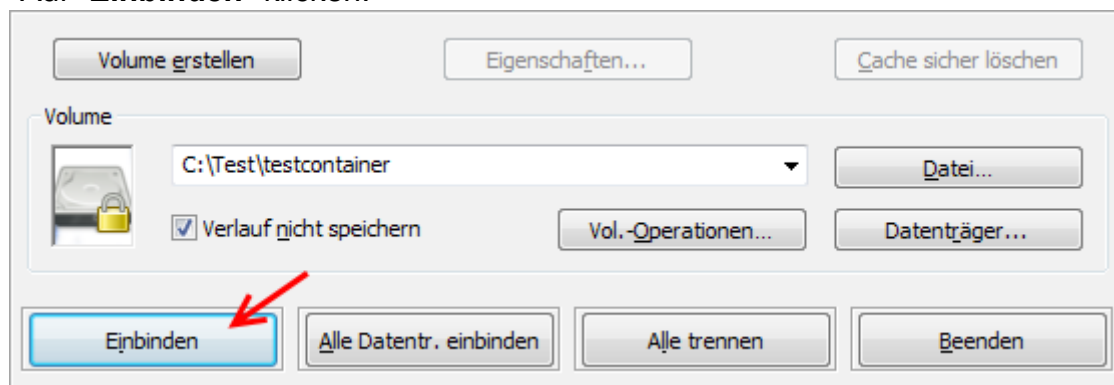 Volume erstellen Eigenschaften... Cache sicher löschen
Volume
C:\Test\testcontainer Datei...
Verlauf nicht speichern Vol.-Operationen... Datenträger...
Einbinden Alle Datentr. einbinden Alle trennen Beenden